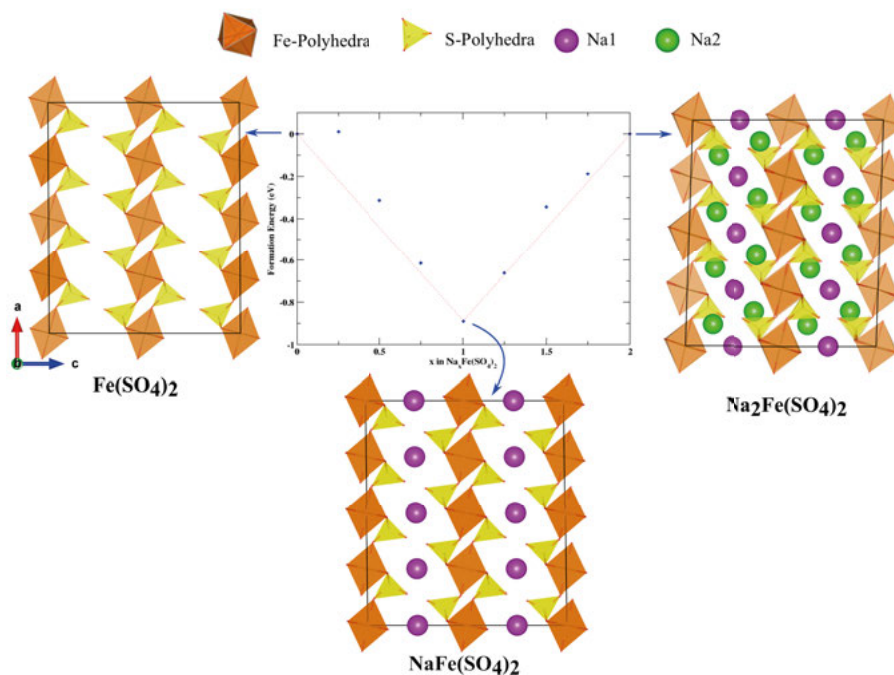 Fe-Polyhedra S-Polyhedra Na1 Na2
0
-0.2
-0.4
-0.6
-0.8
-1
Formation Energy (eV)
0 0.5 1 1.5 2
x in NaxFe(SO4)2
a
b
c
Fe(SO4)2
Na2Fe(SO4)2
NaFe(SO4)2